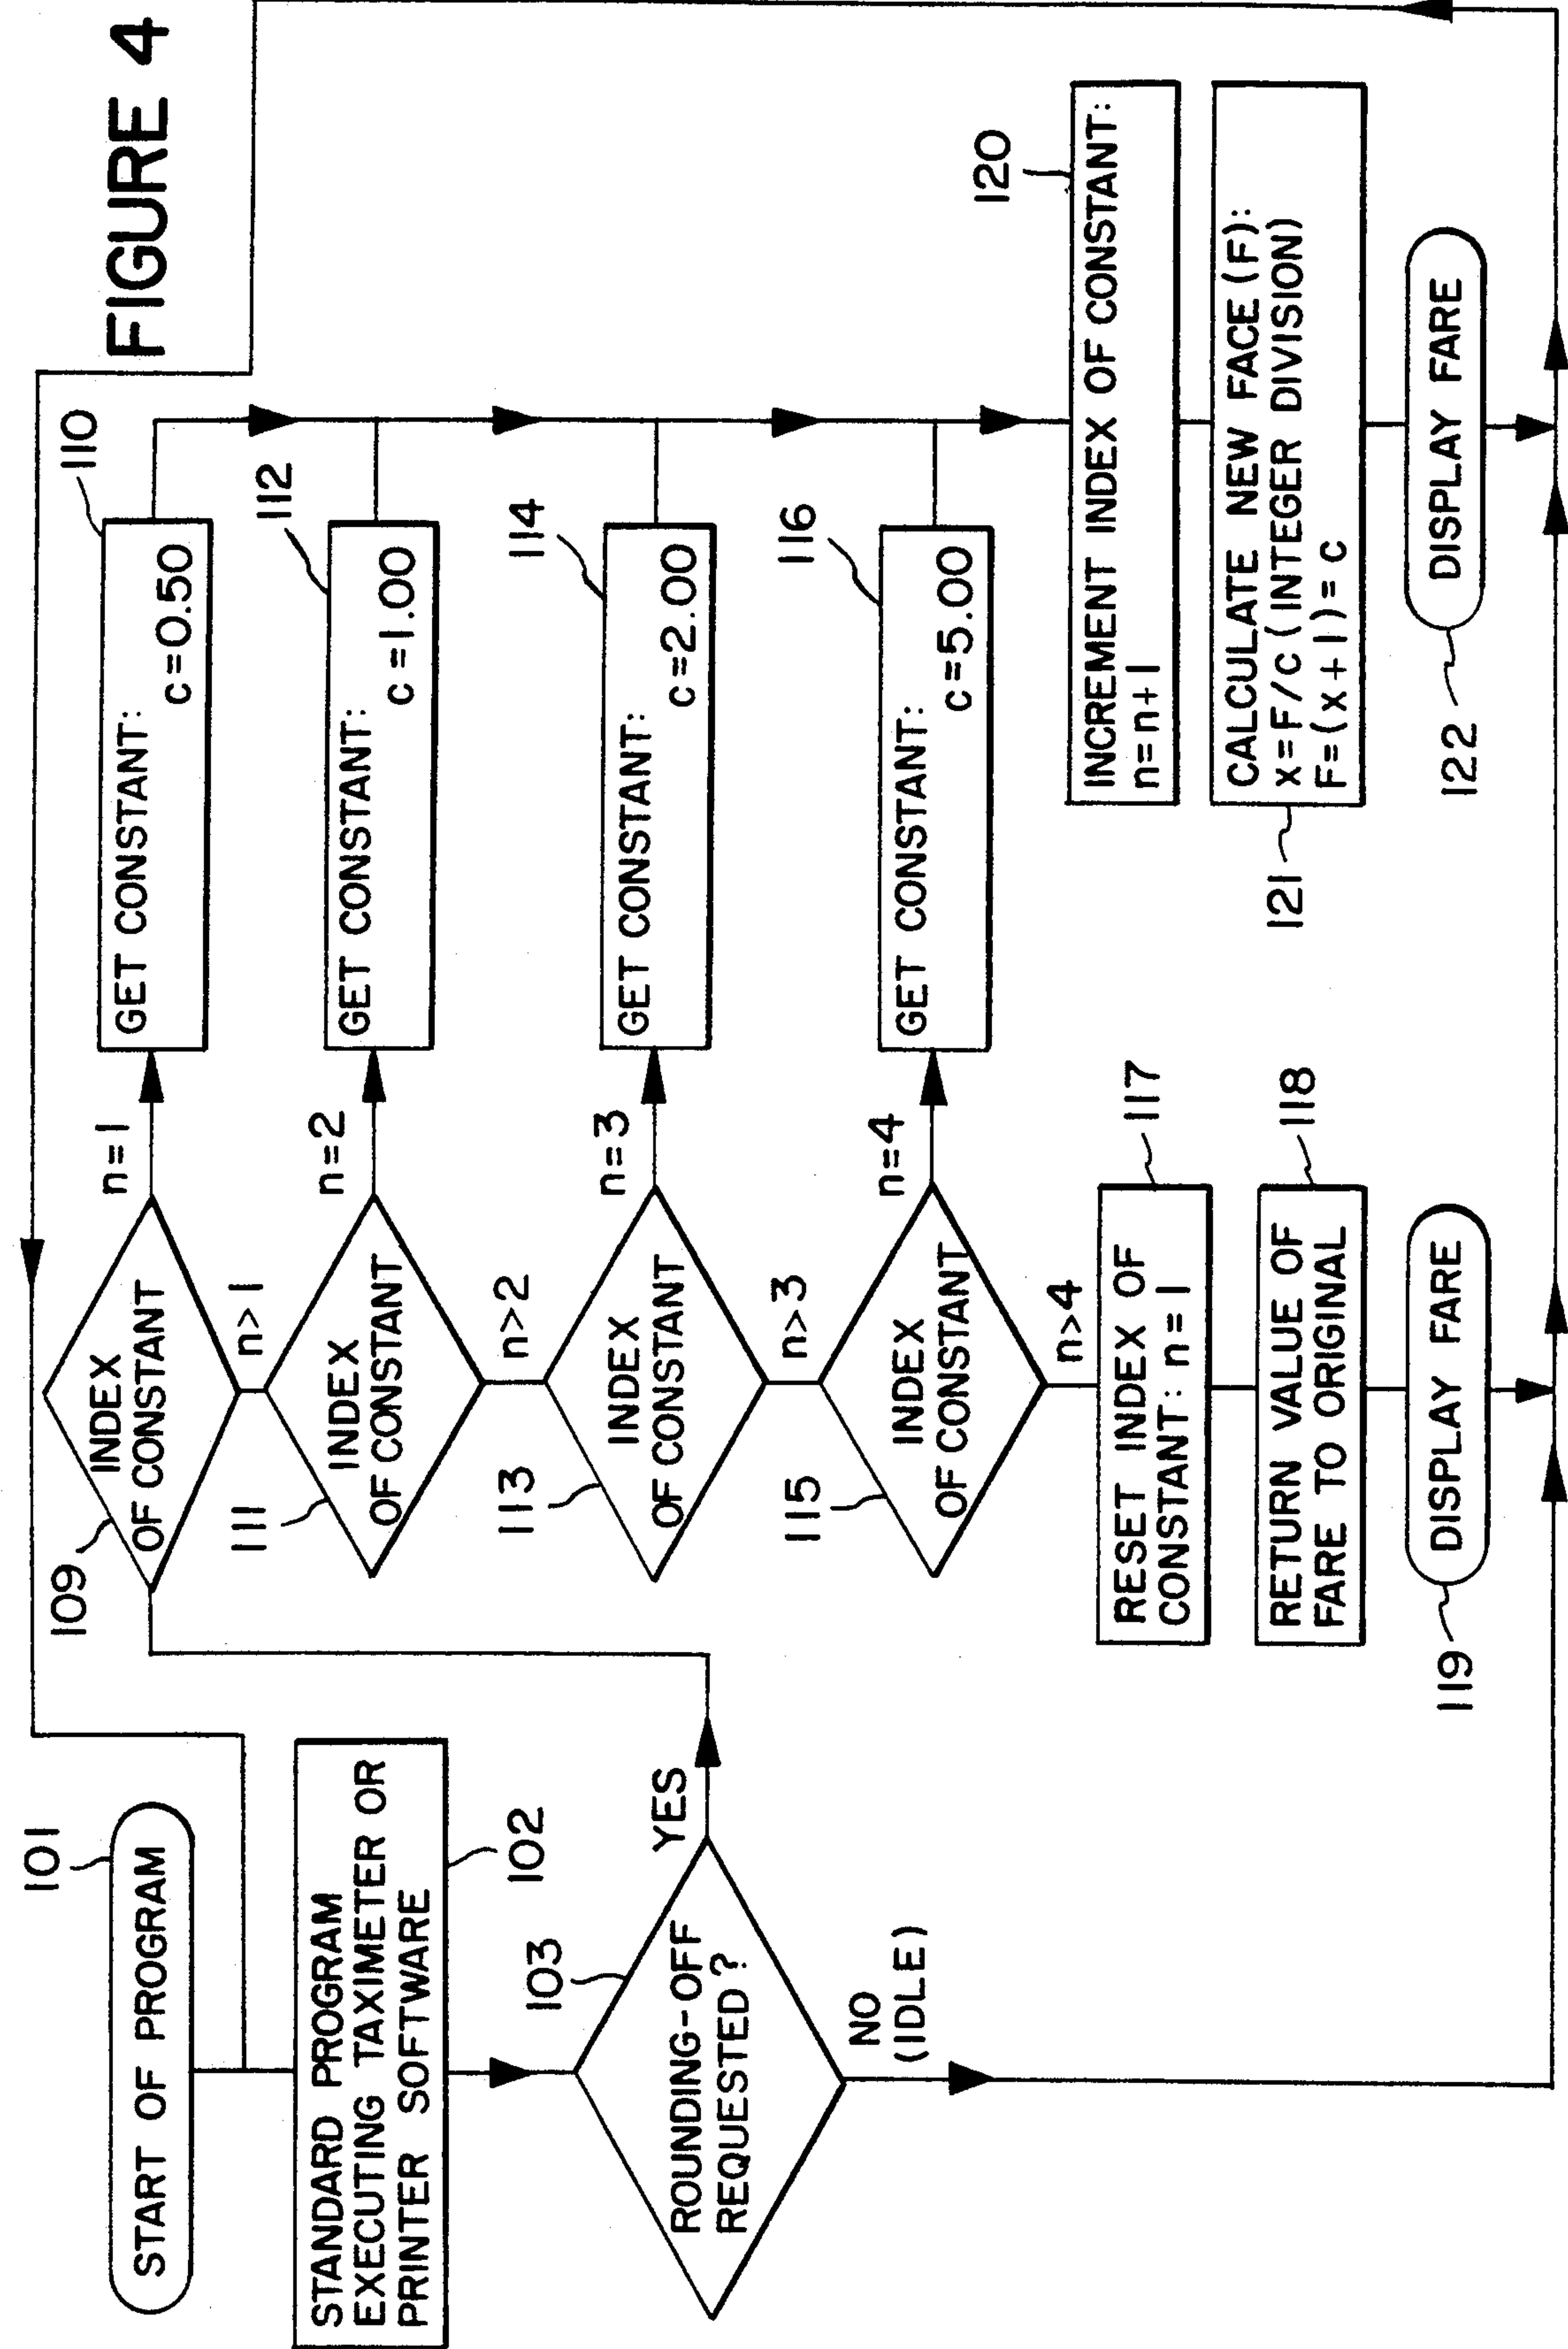 FIGURE 4
101
START OF PROGRAM
STANDARD PROGRAM
EXECUTING TAXIMETER OR
PRINTER SOFTWARE
102
103
ROUNDING-OFF
REQUESTED?
YES
NO
(IDLE)
109
INDEX
OF CONSTANT
n=1
n>1
GET CONSTANT:
c=0.50
110
111
INDEX
OF CONSTANT
n=2
n>2
GET CONSTANT:
c=1.00
112
113
INDEX
OF CONSTANT
n=3
n>3
GET CONSTANT:
c=2.00
114
115
INDEX
OF CONSTANT
n=4
n>4
GET CONSTANT:
c=5.00
116
RESET INDEX OF
CONSTANT: n=1
117
RETURN VALUE OF
FARE TO ORIGINAL
118
DISPLAY FARE
119
120
INCREMENT INDEX OF CONSTANT:
n=n+1
CALCULATE NEW FACE (F):
x=F/c (INTEGER DIVISION)
F=(x+1)=c
121
DISPLAY FARE
122